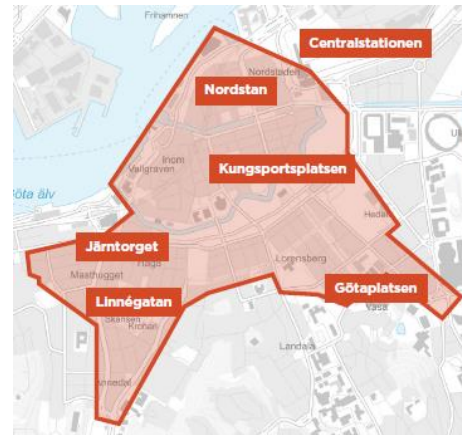 Frihamnen
Centralstationen
Nordstaden
Nordstan
Inom
Vallgraven
Kungsportsplatsen
Göta älv
Heden
Järntorget
Haga
Masthugget
Lorensberg
Götaplatsen
Linnégatan
Vasa
Skansen
Kronan
Landala
Annedal